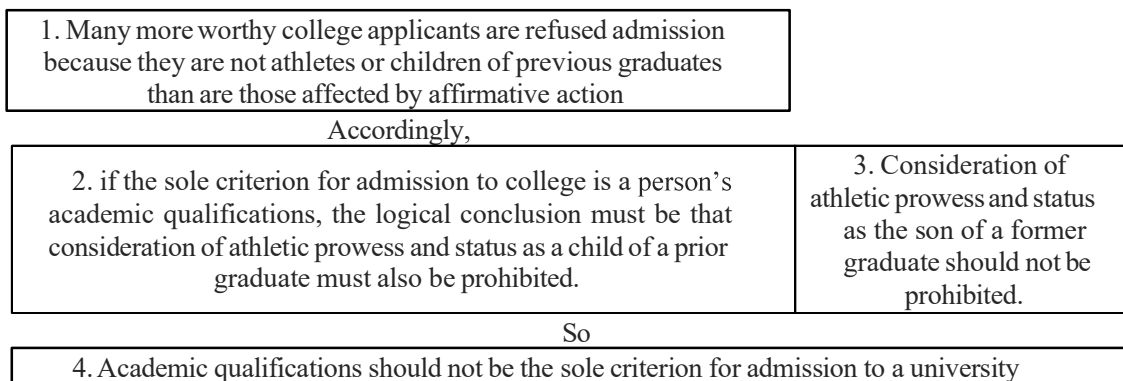 1. Many more worthy college applicants are refused admission
because they are not athletes or children of previous graduates
than are those affected by affirmative action
Accordingly,
2. if the sole criterion for admission to college is a person’s
academic qualifications, the logical conclusion must be that
consideration of athletic prowess and status as a child of a prior
graduate must also be prohibited.
3. Consideration of
athletic prowess and status
as the son of a former
graduate should not be
prohibited.
So
4. Academic qualifications should not be the sole criterion for admission to a university